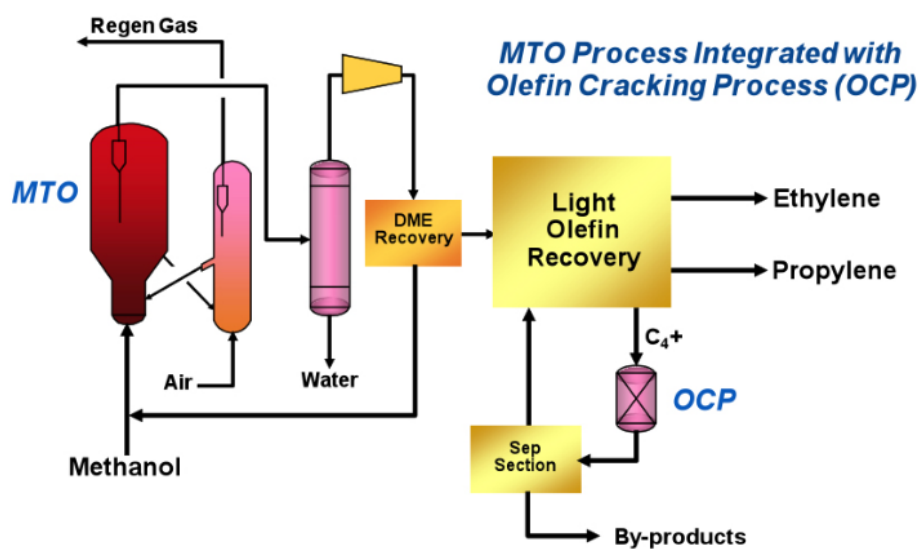 Regen Gas
MTO Process Integrated with
Olefin Cracking Process (OCP)
MTO
DME
Recovery
Light
Olefin
Recovery
Ethylene
Propylene
C₄+
Air
Water
OCP
Methanol
Sep
Section
By-products